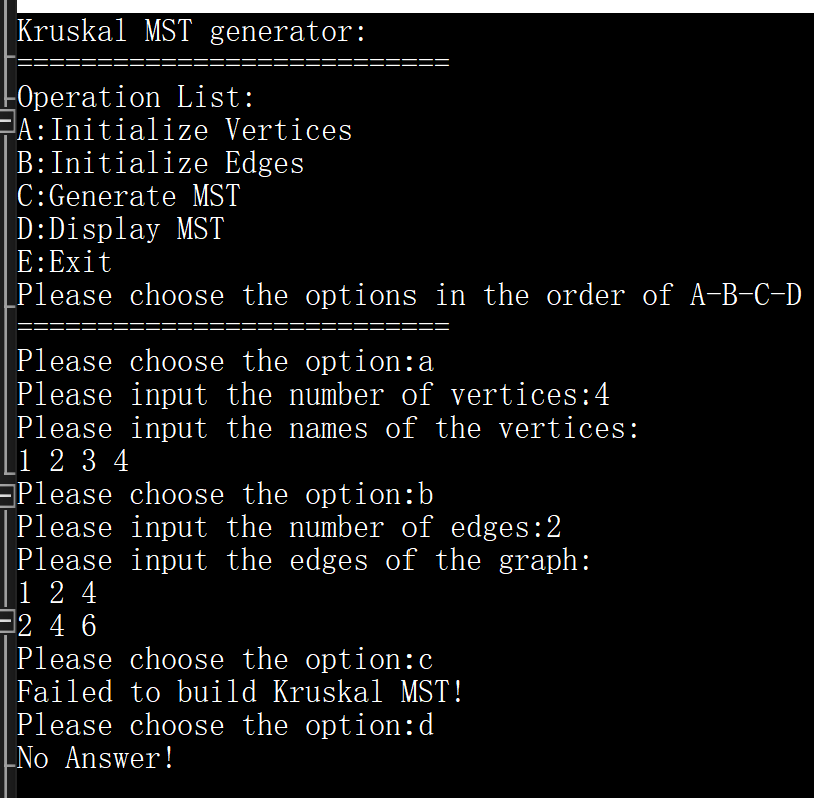 Kruskal MST generator:
===========================
Operation List:
A:Initialize Vertices
B:Initialize Edges
C:Generate MST
D:Display MST
E:Exit
Please choose the options in the order of A-B-C-D
===========================
Please choose the option:a
Please input the number of vertices:4
Please input the names of the vertices:
1 2 3 4
Please choose the option:b
Please input the number of edges:2
Please input the edges of the graph:
1 2 4
2 4 6
Please choose the option:c
Failed to build Kruskal MST!
Please choose the option:d
No Answer!